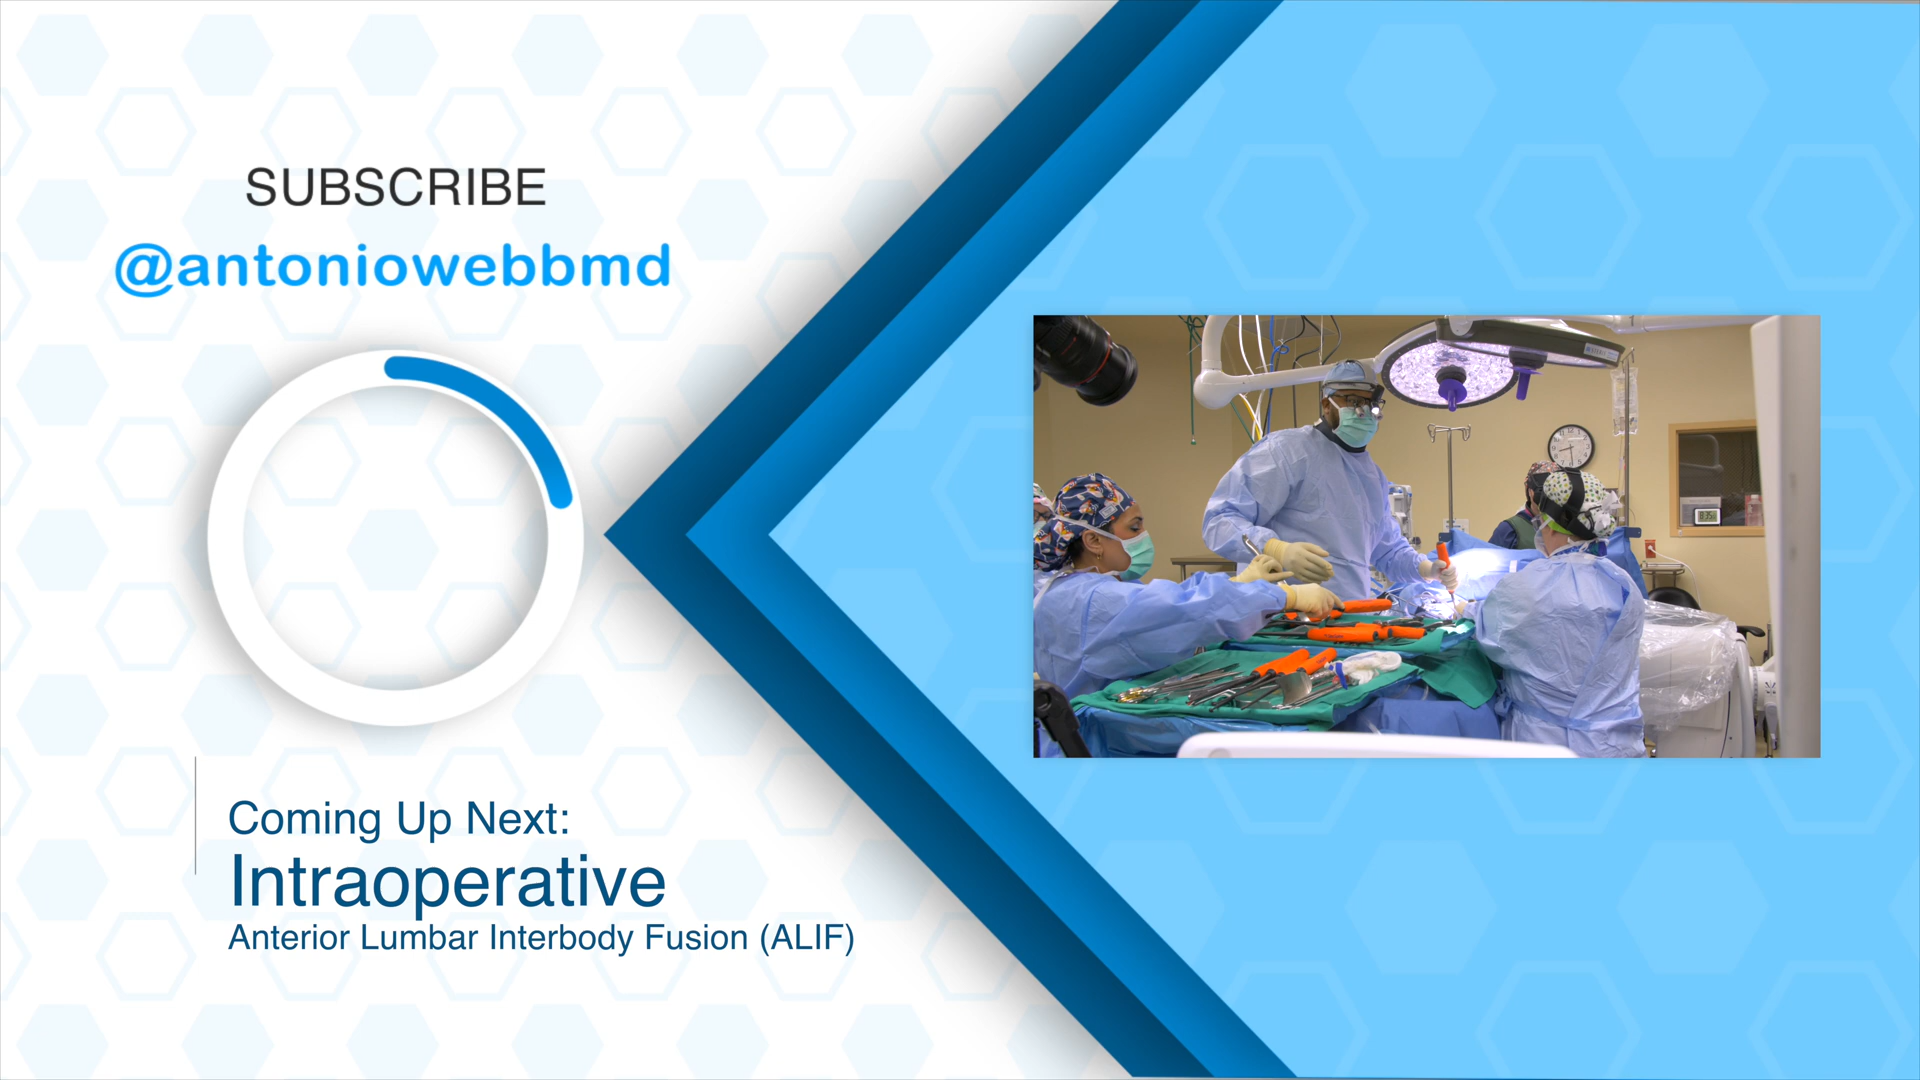 SUBSCRIBE
@antoniowebbmd
Coming Up Next:
Intraoperative
Anterior Lumbar Interbody Fusion (ALIF)